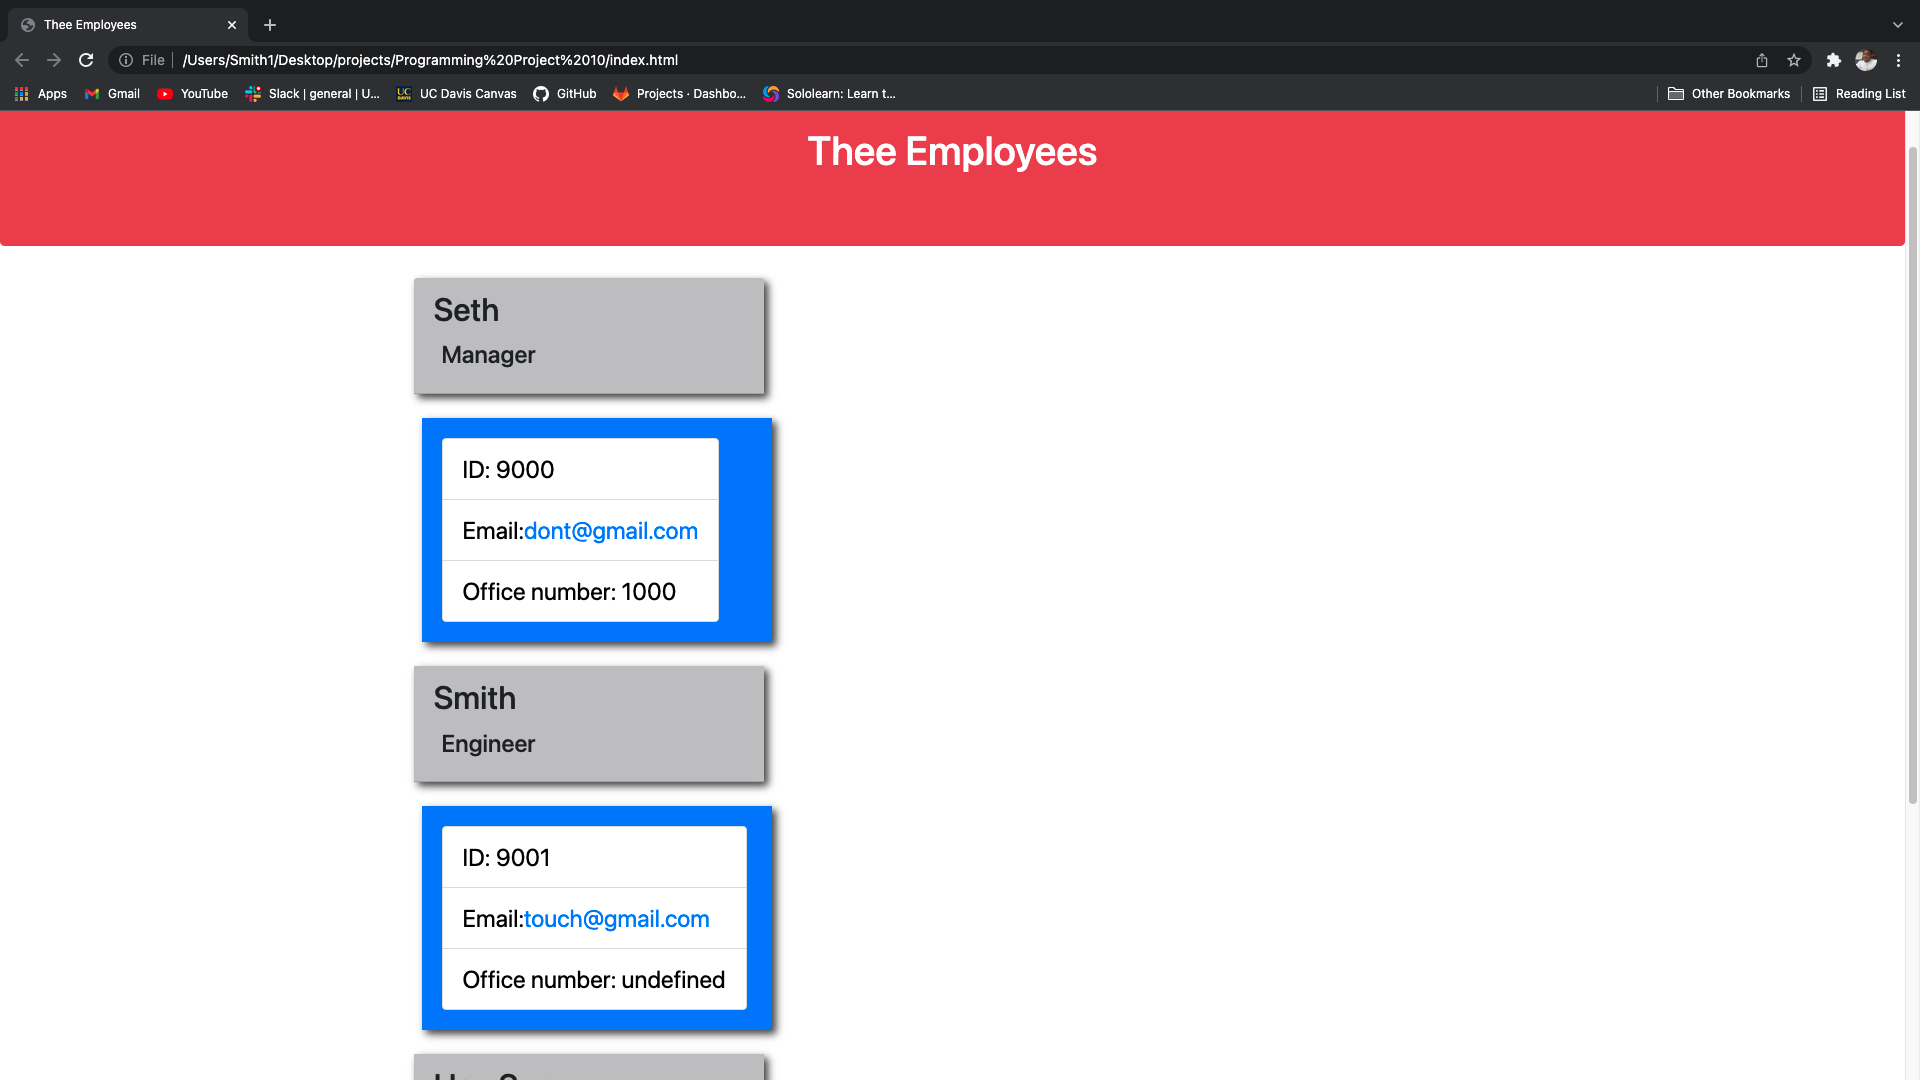 Thee Employees
File
/Users/Smith1/Desktop/projects/Programming%20Project%2010/index.html
Apps
Gmail
YouTube
Slack | general | U...
UC Davis Canvas
GitHub
Projects · Dashbo...
Sololearn: Learn t...
Other Bookmarks
Reading List
Thee Employees
Seth
Manager
ID: 9000
Email:dont@gmail.com
Office number: 1000
Smith
Engineer
ID: 9001
Email:touch@gmail.com
Office number: undefined